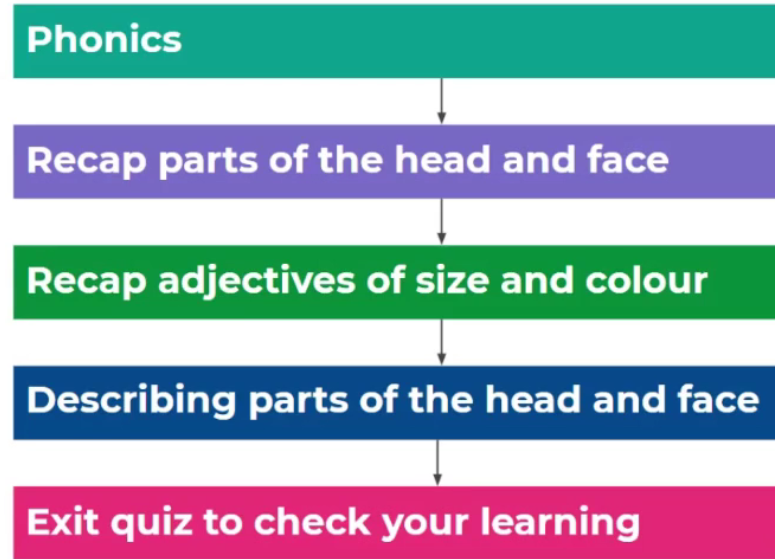 Phonics
Recap parts of the head and face
Recap adjectives of size and colour
Describing parts of the head and face
Exit quiz to check your learning